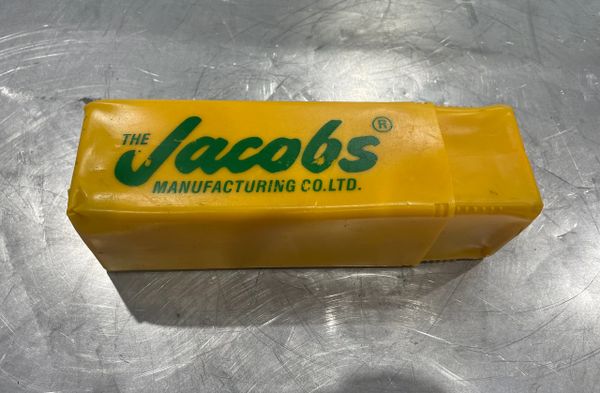 THE Jacobs ®
MANUFACTURING CO.LTD.